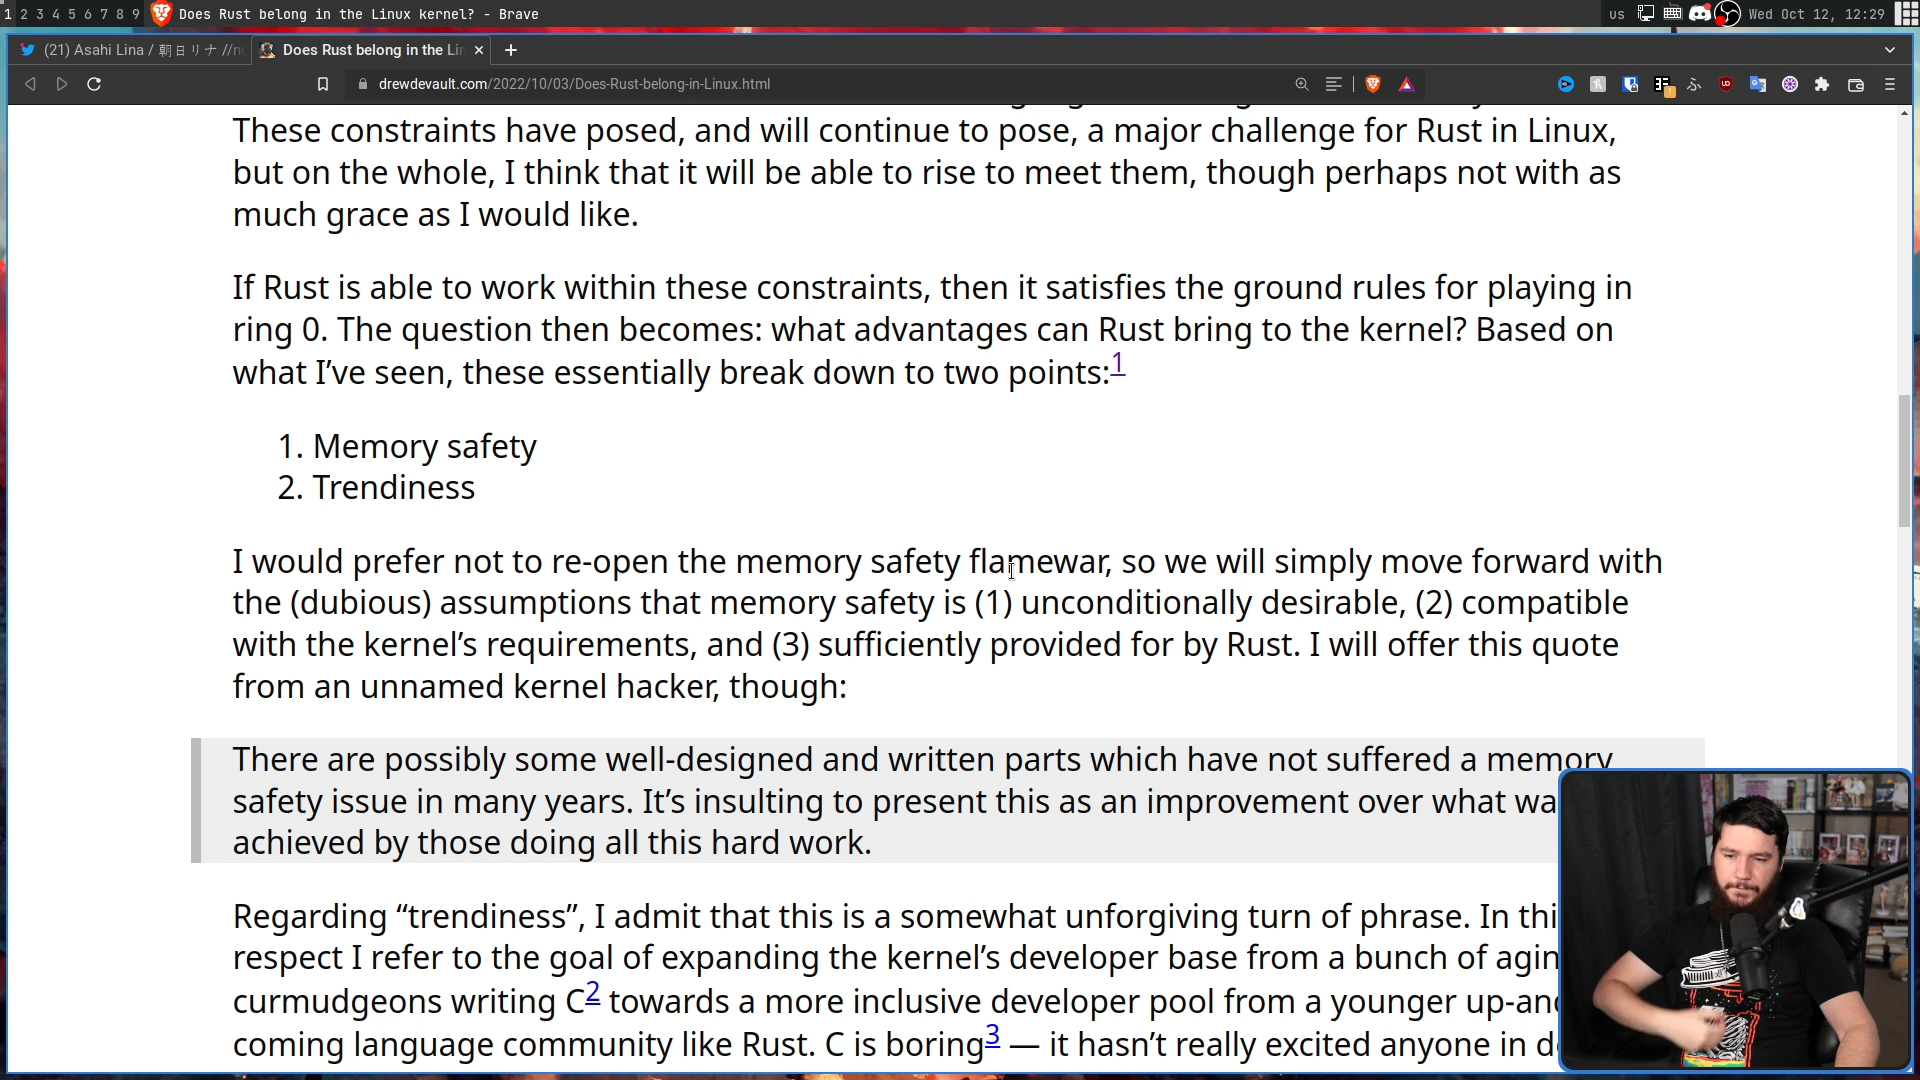 1 2 3 4 5 6 7 8 9 Does Rust belong in the Linux kernel? - Brave us Wed Oct 12, 12:29
(21) Asahi Lina / 朝日リナ //n Does Rust belong in the Li
drewdevault.com/2022/10/03/Does-Rust-belong-in-Linux.html
These constraints have posed, and will continue to pose, a major challenge for Rust in Linux,
but on the whole, I think that it will be able to rise to meet them, though perhaps not with as
much grace as I would like.
If Rust is able to work within these constraints, then it satisfies the ground rules for playing in
ring 0. The question then becomes: what advantages can Rust bring to the kernel? Based on
what I’ve seen, these essentially break down to two points:1
1. Memory safety
2. Trendiness
I would prefer not to re-open the memory safety flamewar, so we will simply move forward with
the (dubious) assumptions that memory safety is (1) unconditionally desirable, (2) compatible
with the kernel’s requirements, and (3) sufficiently provided for by Rust. I will offer this quote
from an unnamed kernel hacker, though:
There are possibly some well-designed and written parts which have not suffered a memory
safety issue in many years. It’s insulting to present this as an improvement over what wa
achieved by those doing all this hard work.
Regarding “trendiness”, I admit that this is a somewhat unforgiving turn of phrase. In thi
respect I refer to the goal of expanding the kernel’s developer base from a bunch of agin
curmudgeons writing C2 towards a more inclusive developer pool from a younger up-and
coming language community like Rust. C is boring3 — it hasn’t really excited anyone in de